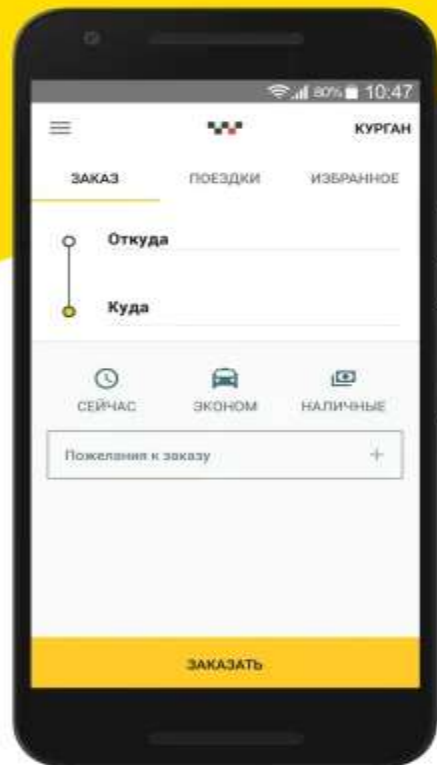 80% 10:47
КУРГАН
ЗАКАЗ ПОЕЗДКИ ИЗБРАННОЕ
Откуда
Куда
СЕЙЧАС ЭКОНОМ НАЛИЧНЫЕ
Пожелания к заказу +
ЗАКАЗАТЬ